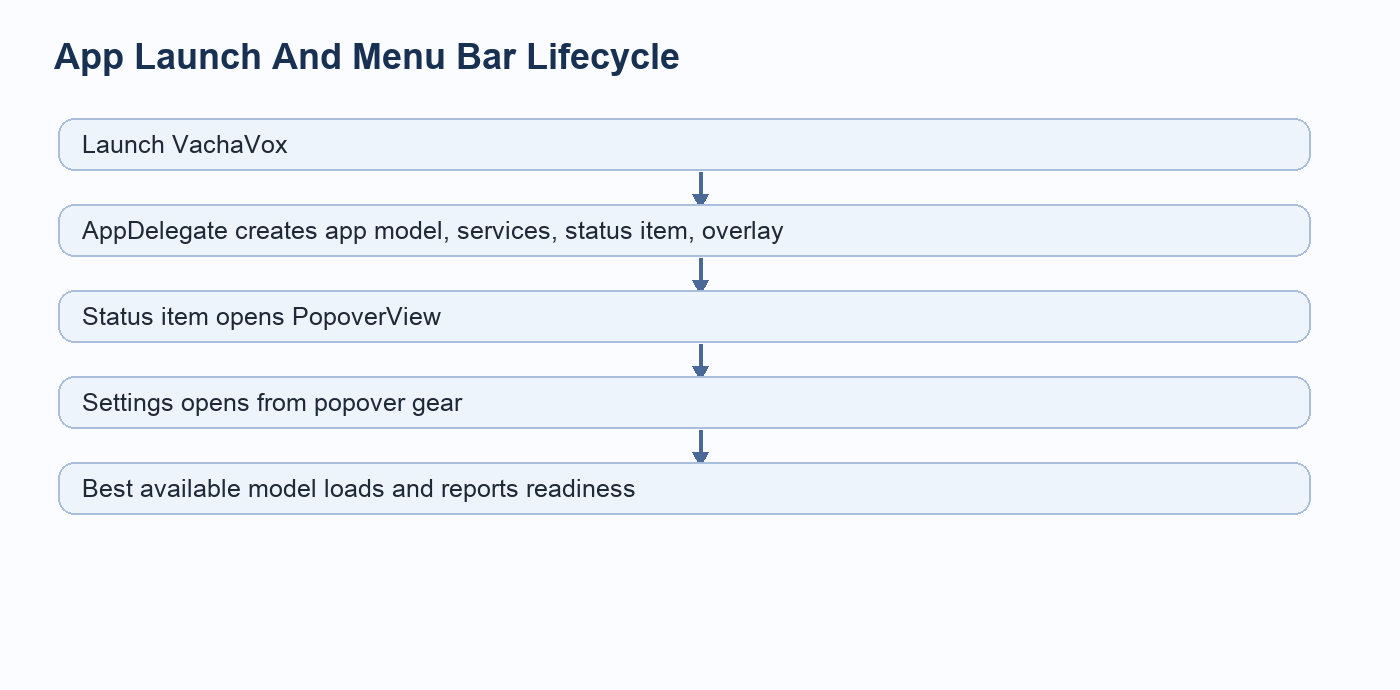 App Launch And Menu Bar Lifecycle
Launch VachaVox
AppDelegate creates app model, services, status item, overlay
Status item opens PopoverView
Settings opens from popover gear
Best available model loads and reports readiness